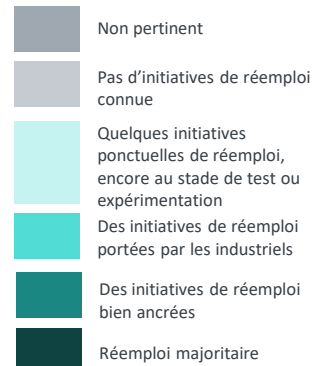 Non pertinent
Pas d’initiatives de réemploi
connue
Quelques initiatives
ponctuelles de réemploi,
encore au stade de test ou
expérimentation
Des initiatives de réemploi
portées par les industriels
Des initiatives de réemploi
bien ancrées
Réemploi majoritaire